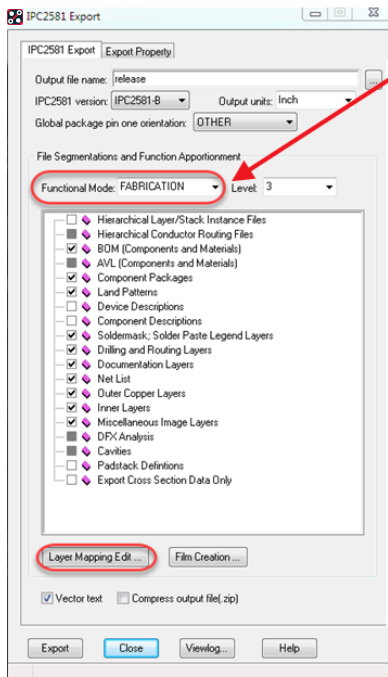 IPC2581 Export
IPC2581 Export Export Property
Output file name: release ...
IPC2581 version: IPC2581-B Output units: Inch
Global package pin one orientation: OTHER
File Segmentations and Function Apportionment
Functional Mode: FABRICATION Level: 3
Hierarchical Layer/Stack Instance Files
Hierarchical Conductor Routing Files
BOM (Components and Materials)
AVL (Components and Materials)
Component Packages
Land Patterns
Device Descriptions
Component Descriptions
Soldermask; Solder Paste Legend Layers
Drilling and Routing Layers
Documentation Layers
Net List
Outer Copper Layers
Inner Layers
Miscellaneous Image Layers
DFX Analysis
Cavities
Padstack Defintions
Export Cross Section Data Only
Layer Mapping Edit ... Film Creation ...
Vector text Compress output file(.zip)
Export Close Viewlog... Help